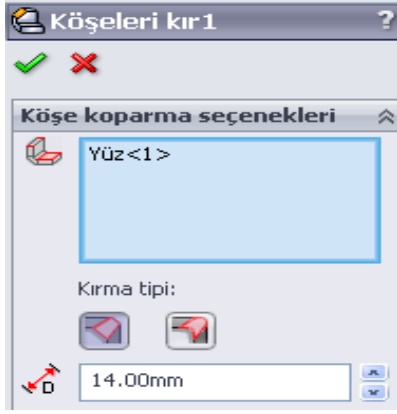 Köşeleri kır1 ?
Köşe koparma seçenekleri
Yüz<1>
Kırma tipi:
D 14.00mm